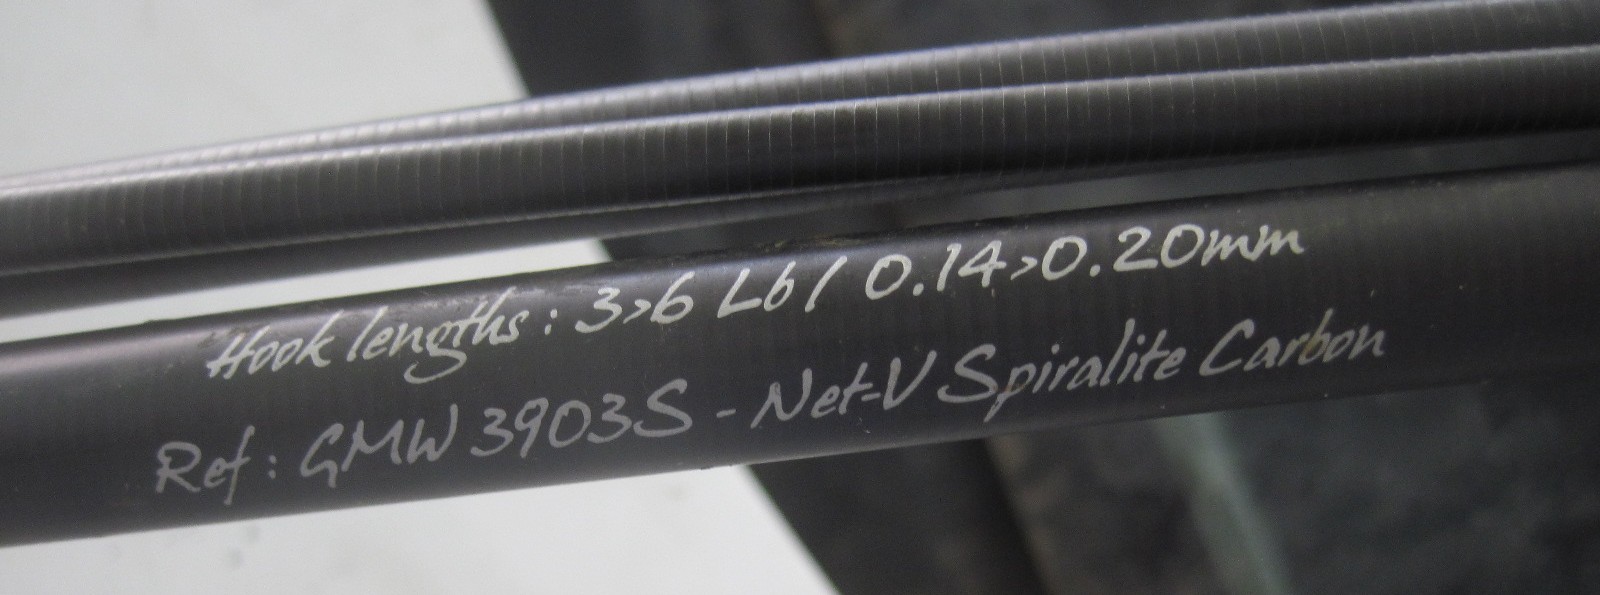 Hook lengths : 3>6 Lb / 0.14>0.20mm
Ref : GMW 3903S - Net-V Spiralite Carbon